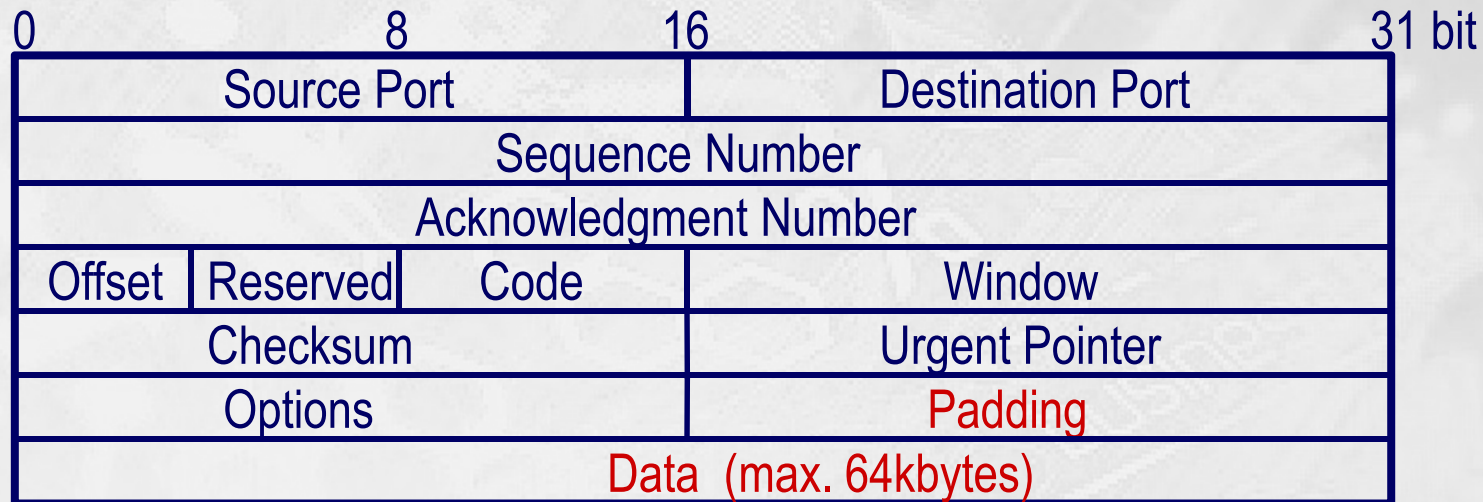 0 8 16 31 bit
Source Port Destination Port
Sequence Number
Acknowledgment Number
Offset Reserved Code Window
Checksum Urgent Pointer
Options Padding
Data (max. 64kbytes)